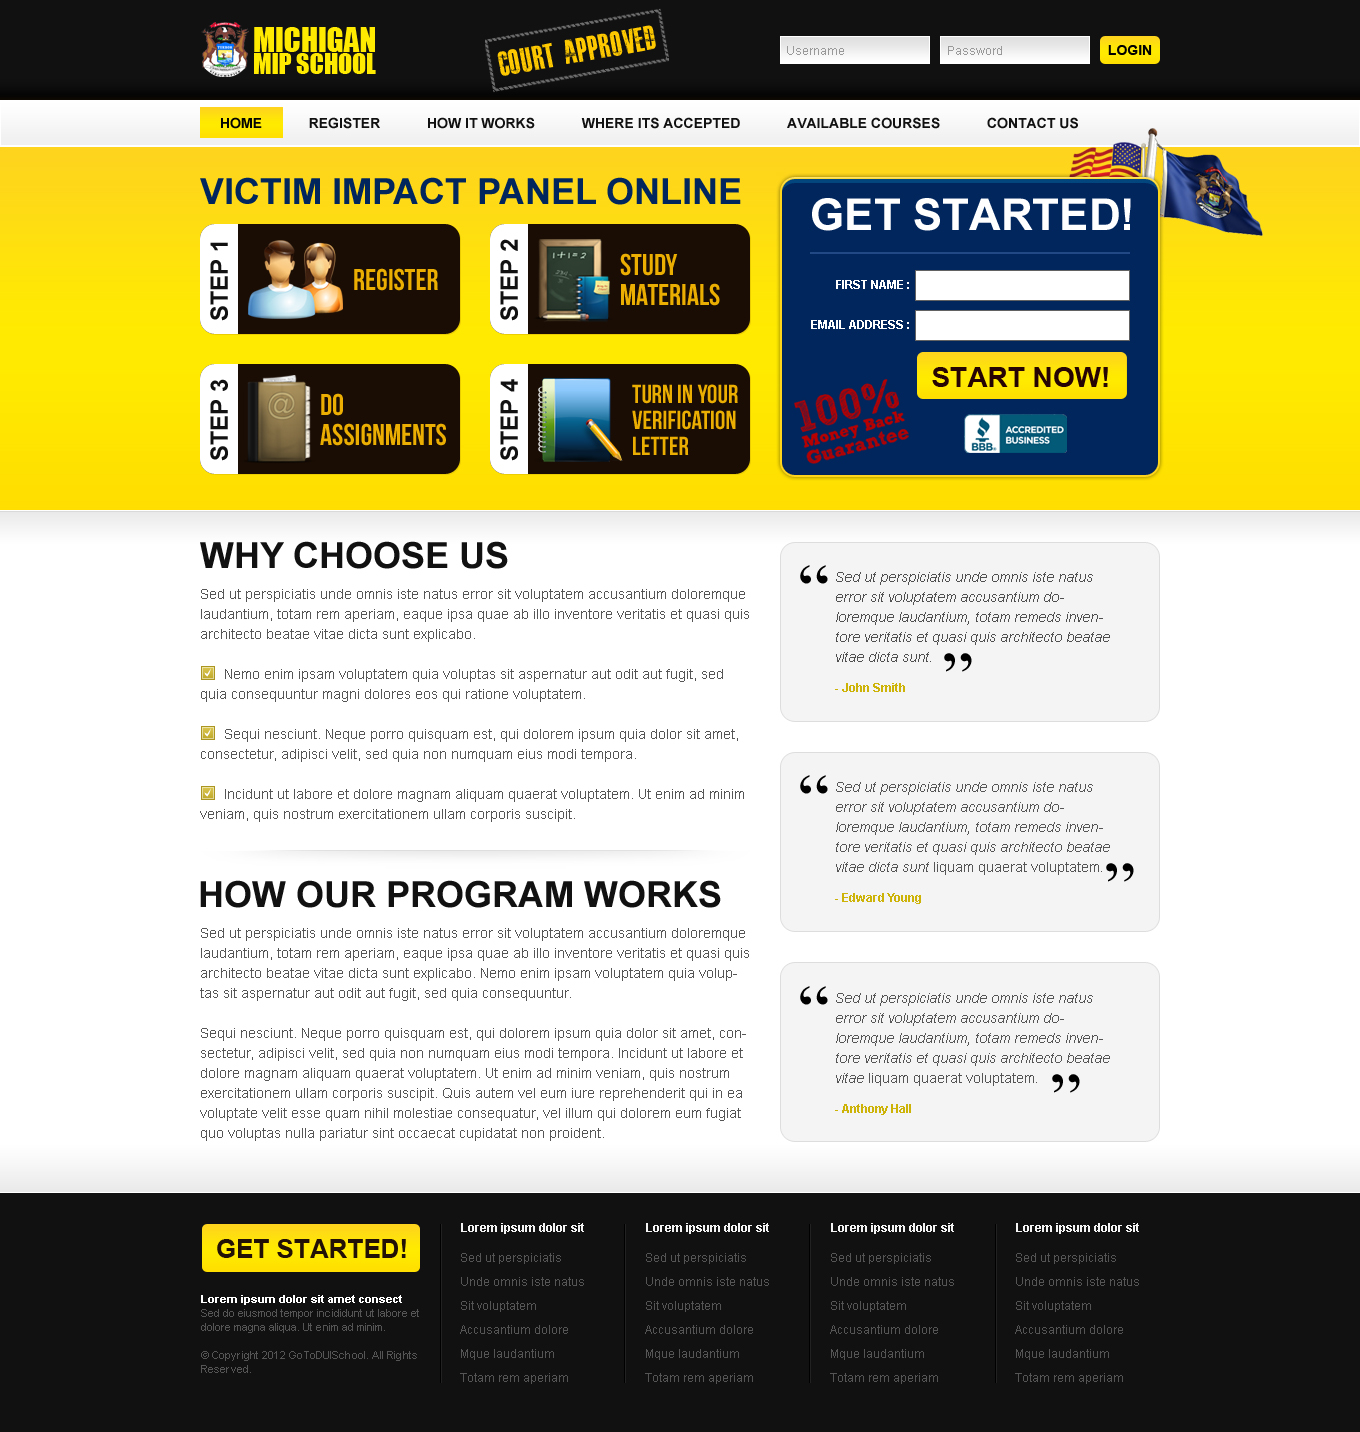 MICHIGAN
MIP SCHOOL
COURT APPROVED
Username
Password
LOGIN
HOME
REGISTER
HOW IT WORKS
WHERE ITS ACCEPTED
AVAILABLE COURSES
CONTACT US
VICTIM IMPACT PANEL ONLINE
STEP 1
REGISTER
STEP 2
1+1=2
STUDY
MATERIALS
STEP 3
@
DO
ASSIGNMENTS
STEP 4
TURN IN YOUR
VERIFICATION
LETTER
GET STARTED!
FIRST NAME :
EMAIL ADDRESS :
START NOW!
100%
Money Back
Guarantee
BBB.
ACCREDITED
BUSINESS
WHY CHOOSE US
Sed ut perspiciatis unde omnis iste natus error sit voluptatem accusantium doloremque
laudantium, totam rem aperiam, eaque ipsa quae ab illo inventore veritatis et quasi quis
architecto beatae vitae dicta sunt explicabo.
Nemo enim ipsam voluptatem quia voluptas sit aspernatur aut odit aut fugit, sed
quia consequuntur magni dolores eos qui ratione voluptatem.
Sequi nesciunt. Neque porro quisquam est, qui dolorem ipsum quia dolor sit amet,
consectetur, adipisci velit, sed quia non numquam eius modi tempora.
Incidunt ut labore et dolore magnam aliquam quaerat voluptatem. Ut enim ad minim
veniam, quis nostrum exercitationem ullam corporis suscipit.
HOW OUR PROGRAM WORKS
Sed ut perspiciatis unde omnis iste natus error sit voluptatem accusantium doloremque
laudantium, totam rem aperiam, eaque ipsa quae ab illo inventore veritatis et quasi quis
architecto beatae vitae dicta sunt explicabo. Nemo enim ipsam voluptatem quia volup-
tas sit aspernatur aut odit aut fugit, sed quia consequuntur.
Sequi nesciunt. Neque porro quisquam est, qui dolorem ipsum quia dolor sit amet, con-
sectetur, adipisci velit, sed quia non numquam eius modi tempora. Incidunt ut labore et
dolore magnam aliquam quaerat voluptatem. Ut enim ad minim veniam, quis nostrum
exercitationem ullam corporis suscipit. Quis autem vel eum iure reprehenderit qui in ea
voluptate velit esse quam nihil molestiae consequatur, vel illum qui dolorem eum fugiat
quo voluptas nulla pariatur sint occaecat cupidatat non proident.
“ Sed ut perspiciatis unde omnis iste natus
error sit voluptatem accusantium do-
loremque laudantium, totam remeds inven-
tore veritatis et quasi quis architecto beatae
vitae dicta sunt. ”
- John Smith
“ Sed ut perspiciatis unde omnis iste natus
error sit voluptatem accusantium do-
loremque laudantium, totam remeds inven-
tore veritatis et quasi quis architecto beatae
vitae dicta sunt liquam quaerat voluptatem. ”
- Edward Young
“ Sed ut perspiciatis unde omnis iste natus
error sit voluptatem accusantium do-
loremque laudantium, totam remeds inven-
tore veritatis et quasi quis architecto beatae
vitae liquam quaerat voluptatem. ”
- Anthony Hall
GET STARTED!
Lorem ipsum dolor sit amet consect
Sed do eiusmod tempor incididunt ut labore et
dolore magna aliqua. Ut enim ad minim.
© Copyright 2012 GoToDUISchool. All Rights
Reserved.
Lorem ipsum dolor sit
Sed ut perspiciatis
Unde omnis iste natus
Sit voluptatem
Accusantium dolore
Mque laudantium
Totam rem aperiam
Lorem ipsum dolor sit
Sed ut perspiciatis
Unde omnis iste natus
Sit voluptatem
Accusantium dolore
Mque laudantium
Totam rem aperiam
Lorem ipsum dolor sit
Sed ut perspiciatis
Unde omnis iste natus
Sit voluptatem
Accusantium dolore
Mque laudantium
Totam rem aperiam
Lorem ipsum dolor sit
Sed ut perspiciatis
Unde omnis iste natus
Sit voluptatem
Accusantium dolore
Mque laudantium
Totam rem aperiam